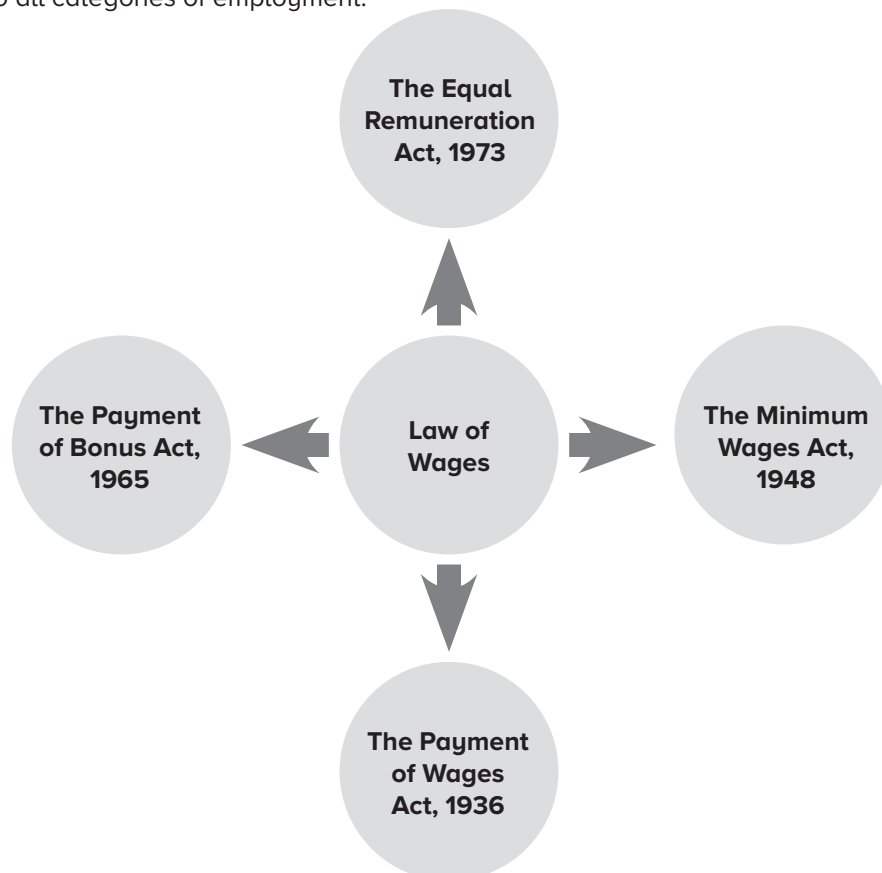 all categories of employment.
The Equal
Remuneration
Act, 1973
The Payment
of Bonus Act,
1965
Law of
Wages
The Minimum
Wages Act,
1948
The Payment
of Wages
Act, 1936